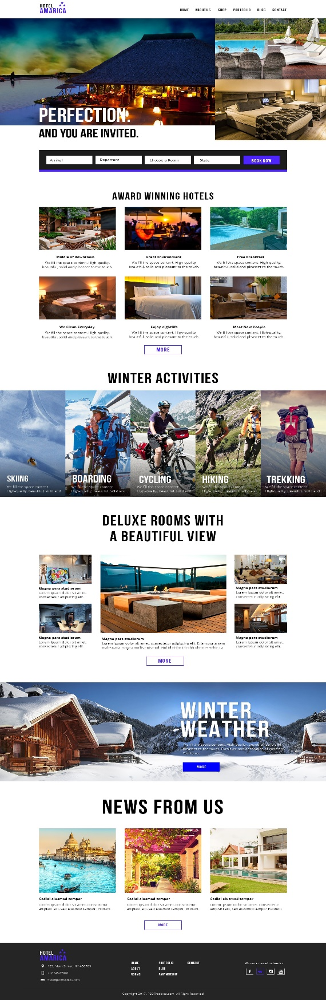 HOTEL
AMARICA
HOME ABOUT US SHOP PORTFOLIO BLOG CONTACT
PERFECTION.
AND YOU ARE INVITED.
Arrival Departure Chosse a Room State BOOK NOW
AWARD WINNING HOTELS
Middle of downtown
We fill the space content. High-quality,
beautiful, solid and pleasant to the touch.
Great Environment
We fill the space content. High-quality,
beautiful, solid and pleasant to the touch.
Free Breakfast
We fill the space content. High-quality,
beautiful, solid and pleasant to the touch.
We Clean Everyday
We fill the space content. High-quality,
beautiful, solid and pleasant to the touch.
Enjoy nightlife
We fill the space content. High-quality,
beautiful, solid and pleasant to the touch.
Meet New People
We fill the space content. High-quality,
beautiful, solid and pleasant to the touch.
MORE
WINTER ACTIVITIES
SKIING
We fill the space content.
High-quality, beautiful, solid and
BOARDING
We fill the space content.
High-quality, beautiful, solid and
CYCLING
We fill the space content.
High-quality, beautiful, solid and
HIKING
We fill the space content.
High-quality, beautiful, solid and
TREKKING
We fill the space content.
High-quality, beautiful, solid and
DELUXE ROOMS WITH
A BEAUTIFUL VIEW
Magna pars studiorum
Lorem ipsum dolor sit amet,
consectetur adipiscing elit.
Magna pars studiorum
Lorem ipsum dolor sit amet,
consectetur adipiscing elit.
Magna pars studiorum
Lorem ipsum dolor sit amet, consectetur adipiscing elit. Etiam porta sem
malesuada magna mollis euismod.
Magna pars studiorum
Lorem ipsum dolor sit amet,
consectetur adipiscing elit.
Magna pars studiorum
Lorem ipsum dolor sit amet,
consectetur adipiscing elit.
MORE
WINTER
WEATHER
We fill the space content. High-quality, beautiful, solid and
pleasant to the touch. Furniture and decoration of concrete.
You to us.
MORE
NEWS FROM US
Sedial eiusmod tempor
Lorem ipsum dolor sit amet, consectetur
adipisici elit, sed eiusmod tempor incidunt
Sedial eiusmod tempor
Lorem ipsum dolor sit amet, consectetur
adipisici elit, sed eiusmod tempor incidunt
Sedial eiusmod tempor
Lorem ipsum dolor sit amet, consectetur
adipisici elit, sed eiusmod tempor incidunt
MORE
HOTEL
AMARICA
123, Main Street, NY 456789
+12 345 67890
free@psdfreebies.com
HOME
ABOUT
ROOMS
PORTFOLIO
BLOG
PARTNERSHIP
CONTACT
We are in social networks
Copyright 2017. PSDFreebies.com. All Right Reserved